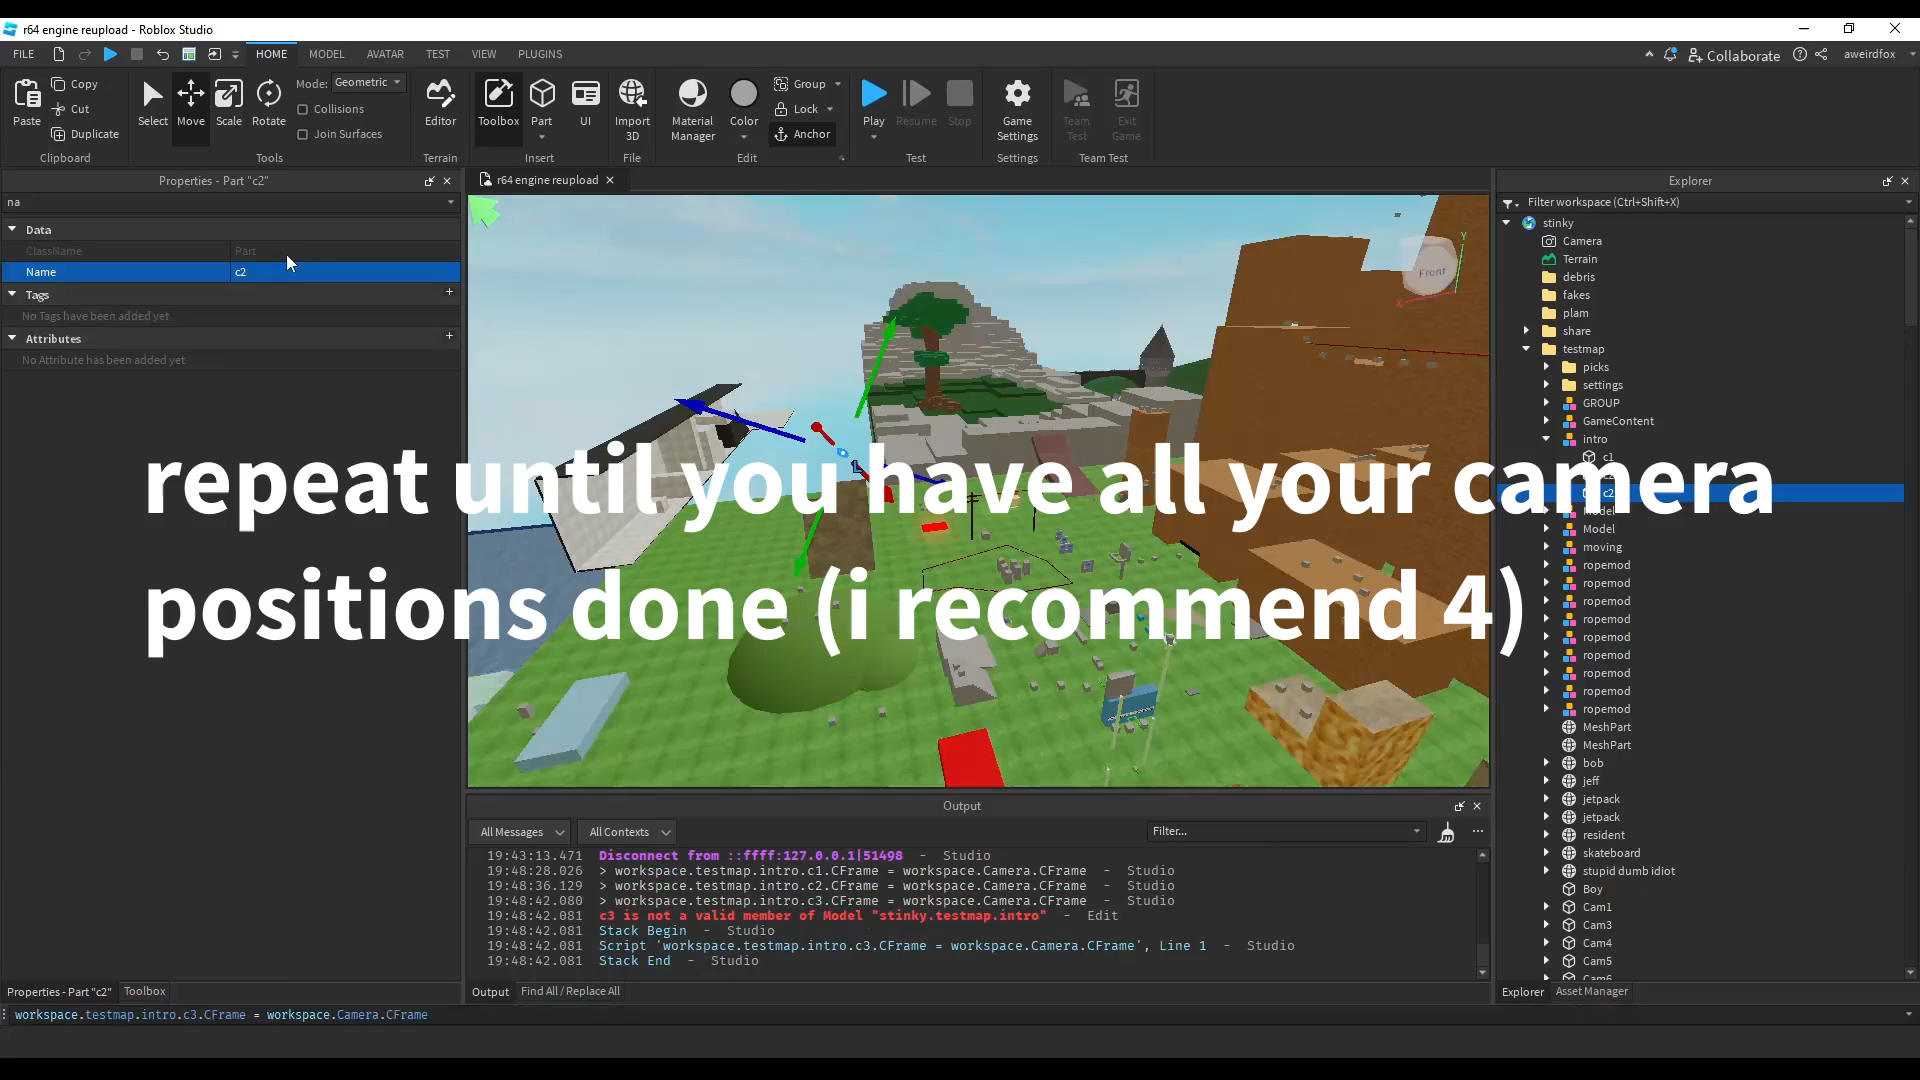 r64 engine reupload - Roblox Studio
FILE HOME MODEL AVATAR TEST VIEW PLUGINS Collaborate aweirdfox
Paste Copy Cut Duplicate Clipboard
Select Move Scale Rotate Mode: Geometric Collisions Join Surfaces Tools
Editor Terrain
Toolbox Part UI Insert
Import 3D File
Material Manager Color Group Lock Anchor Edit
Play Resume Stop Test
Game Settings Settings
Team Test Exit Game Team Test
Properties - Part "c2"
na
Data
ClassName Part
Name c2
Tags
No Tags have been added yet
Attributes
No Attribute has been added yet
r64 engine reupload
Front
X
Y
repeat until you have all your camera
positions done (i recommend 4)
Output
All Messages All Contexts Filter...
19:43:13.471 Disconnect from ::ffff:127.0.0.1|51498 - Studio
19:48:28.026 > workspace.testmap.intro.c1.CFrame = workspace.Camera.CFrame - Studio
19:48:36.129 > workspace.testmap.intro.c2.CFrame = workspace.Camera.CFrame - Studio
19:48:42.080 > workspace.testmap.intro.c3.CFrame = workspace.Camera.CFrame - Studio
19:48:42.081 c3 is not a valid member of Model "stinky.testmap.intro" - Edit
19:48:42.081 Stack Begin - Studio
19:48:42.081 Script 'workspace.testmap.intro.c3.CFrame = workspace.Camera.CFrame', Line 1 - Studio
19:48:42.081 Stack End - Studio
Explorer
Filter workspace (Ctrl+Shift+X)
stinky
Camera
Terrain
debris
fakes
plam
share
testmap
picks
settings
GROUP
GameContent
intro
c1
c2
Model
Model
moving
ropemod
ropemod
ropemod
ropemod
ropemod
ropemod
ropemod
ropemod
ropemod
MeshPart
MeshPart
bob
jeff
jetpack
jetpack
resident
skateboard
stupid dumb idiot
Boy
Cam1
Cam3
Cam4
Cam5
Cam6
Properties - Part "c2" Toolbox
Output Find All / Replace All
Explorer Asset Manager
workspace.testmap.intro.c3.CFrame = workspace.Camera.CFrame